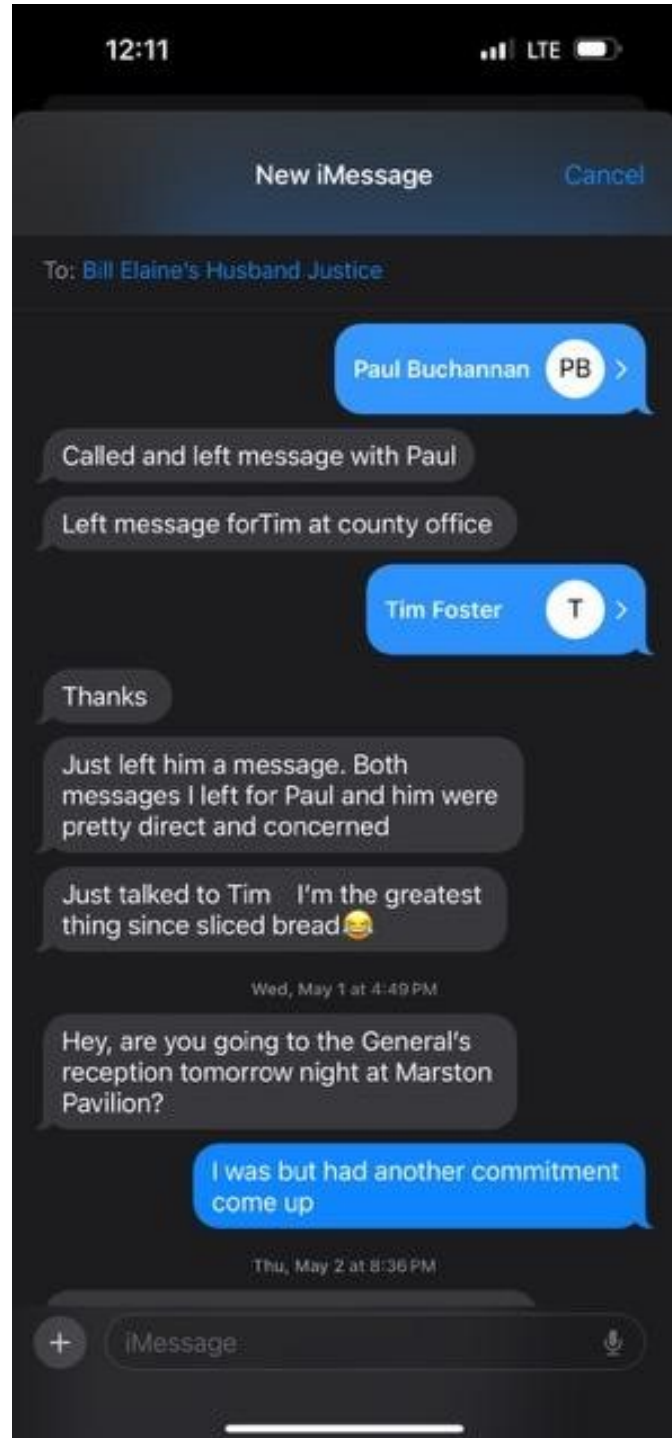 12:11 LTE
New iMessage Cancel
To: Bill Elaine's Husband Justice
Paul Buchannan PB
Called and left message with Paul
Left message forTim at county office
Tim Foster T
Thanks
Just left him a message. Both
messages I left for Paul and him were
pretty direct and concerned
Just talked to Tim I'm the greatest
thing since sliced bread😂
Wed, May 1 at 4:49 PM
Hey, are you going to the General's
reception tomorrow night at Marston
Pavilion?
I was but had another commitment
come up
Thu, May 2 at 8:36 PM
iMessage